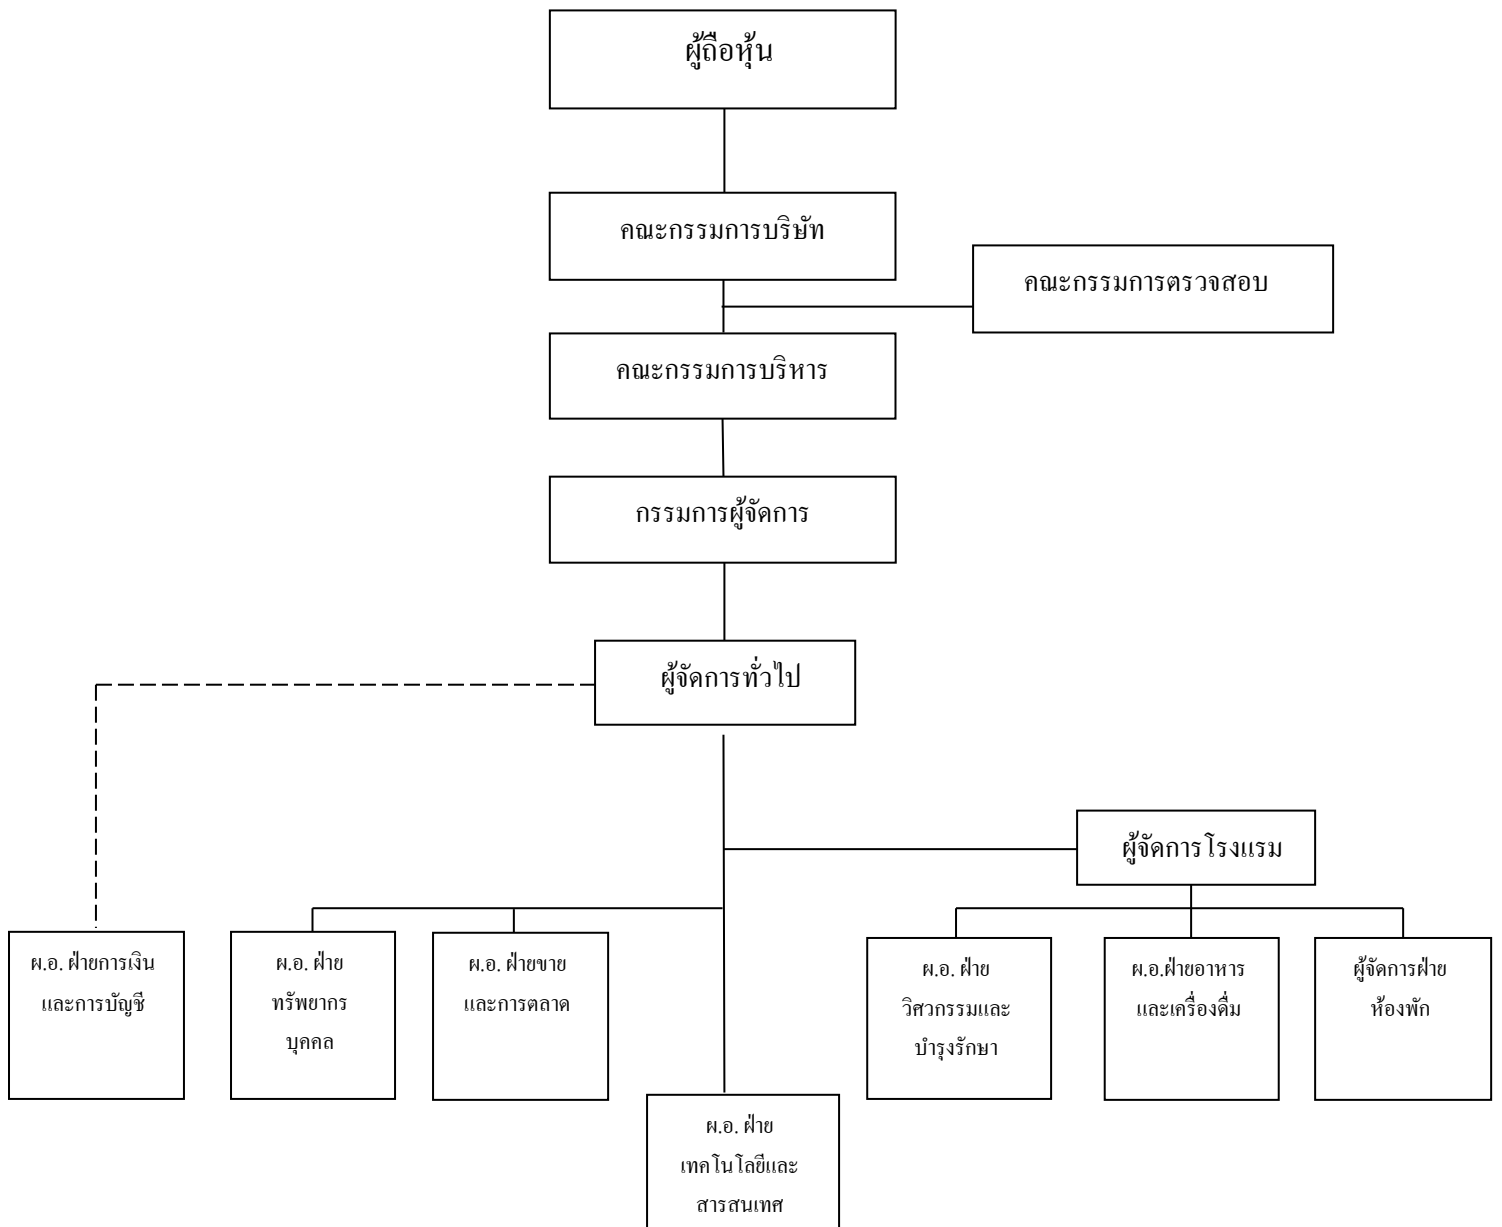 ผู้ถือหุ้น
คณะกรรมการบริษัท
คณะกรรมการตรวจสอบ
คณะกรรมการบริหาร
กรรมการผู้จัดการ
ผู้จัดการทั่วไป
ผู้จัดการโรงแรม
ผ.อ. ฝ่ายการเงิน
และการบัญชี
ผ.อ. ฝ่าย
ทรัพยากร
บุคคล
ผ.อ. ฝ่ายขาย
และการตลาด
ผ.อ. ฝ่าย
วิศวกรรมและ
บำรุงรักษา
ผ.อ.ฝ่ายอาหาร
และเครื่องดื่ม
ผู้จัดการฝ่าย
ห้องพัก
ผ.อ. ฝ่าย
เทคโนโลยีและ
สารสนเทศ